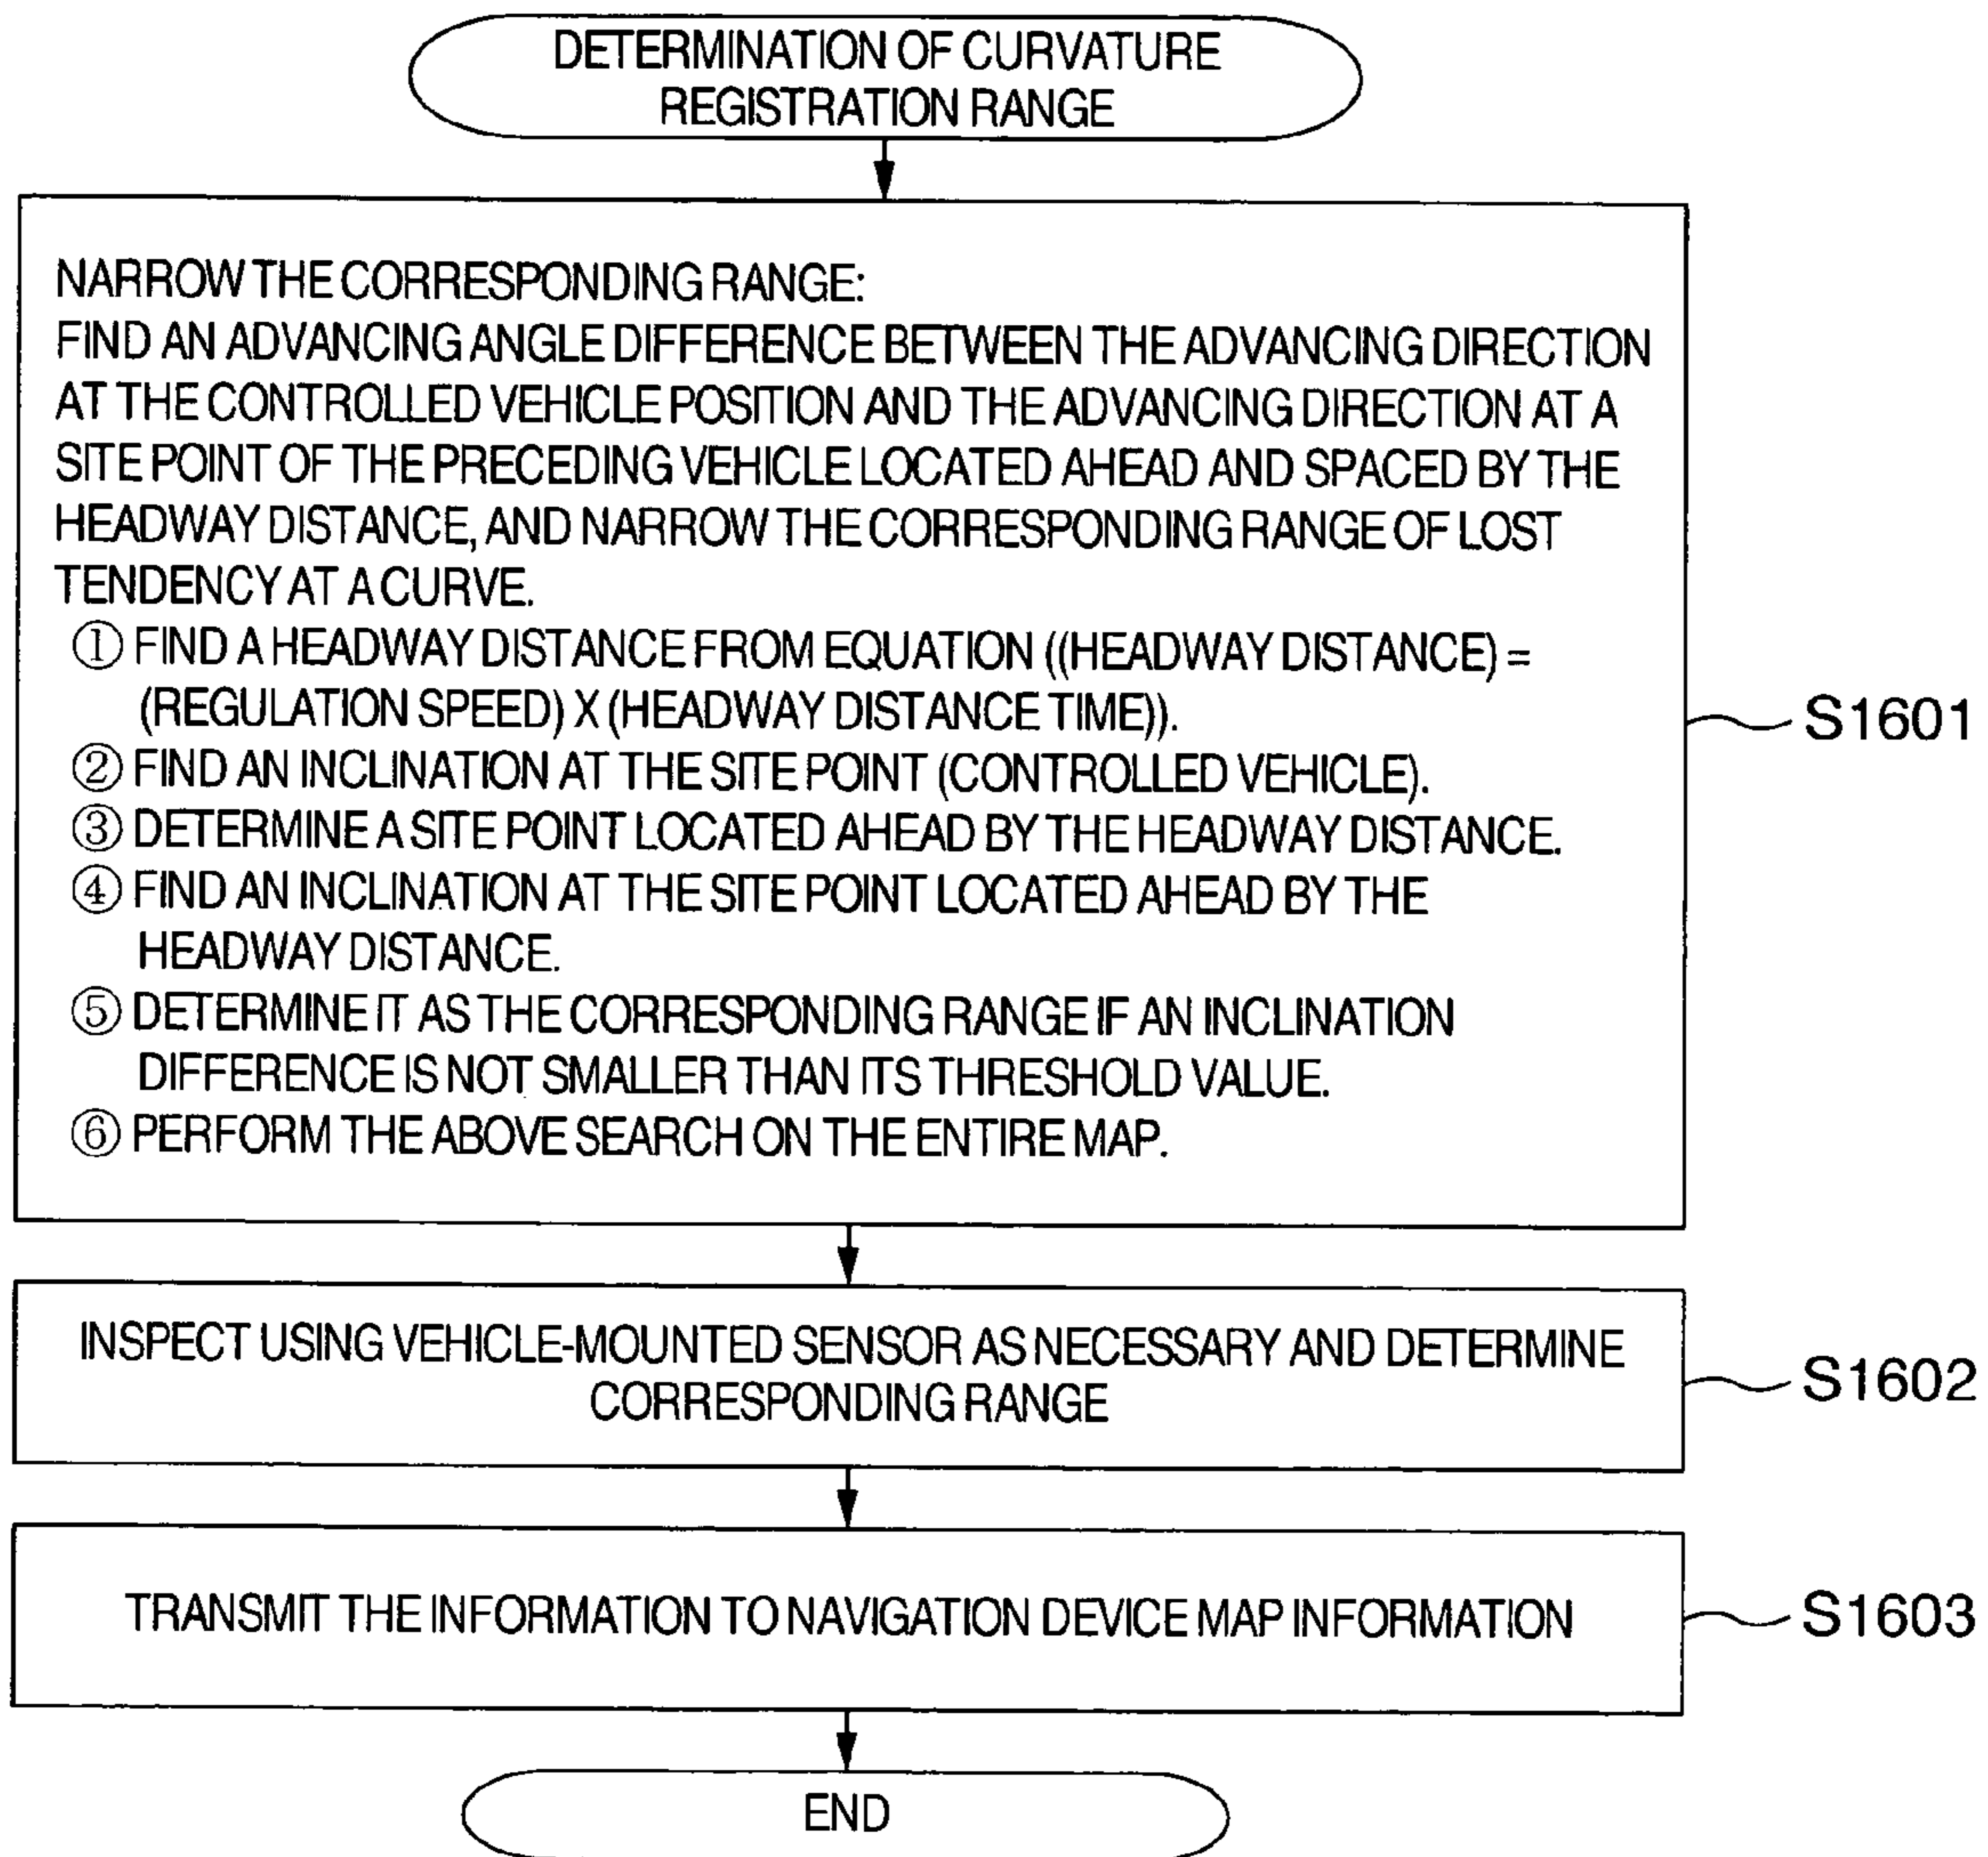 DETERMINATION OF CURVATURE
REGISTRATION RANGE
NARROW THE CORRESPONDING RANGE:
FIND AN ADVANCING ANGLE DIFFERENCE BETWEEN THE ADVANCING DIRECTION
AT THE CONTROLLED VEHICLE POSITION AND THE ADVANCING DIRECTION AT A
SITE POINT OF THE PRECEDING VEHICLE LOCATED AHEAD AND SPACED BY THE
HEADWAY DISTANCE, AND NARROW THE CORRESPONDING RANGE OF LOST
TENDENCY AT A CURVE.
① FIND A HEADWAY DISTANCE FROM EQUATION ((HEADWAY DISTANCE) =
(REGULATION SPEED) X (HEADWAY DISTANCE TIME)).
② FIND AN INCLINATION AT THE SITE POINT (CONTROLLED VEHICLE).
③ DETERMINE A SITE POINT LOCATED AHEAD BY THE HEADWAY DISTANCE.
④ FIND AN INCLINATION AT THE SITE POINT LOCATED AHEAD BY THE
HEADWAY DISTANCE.
⑤ DETERMINE IT AS THE CORRESPONDING RANGE IF AN INCLINATION
DIFFERENCE IS NOT SMALLER THAN ITS THRESHOLD VALUE.
⑥ PERFORM THE ABOVE SEARCH ON THE ENTIRE MAP.
S1601
INSPECT USING VEHICLE-MOUNTED SENSOR AS NECESSARY AND DETERMINE
CORRESPONDING RANGE
S1602
TRANSMIT THE INFORMATION TO NAVIGATION DEVICE MAP INFORMATION
S1603
END